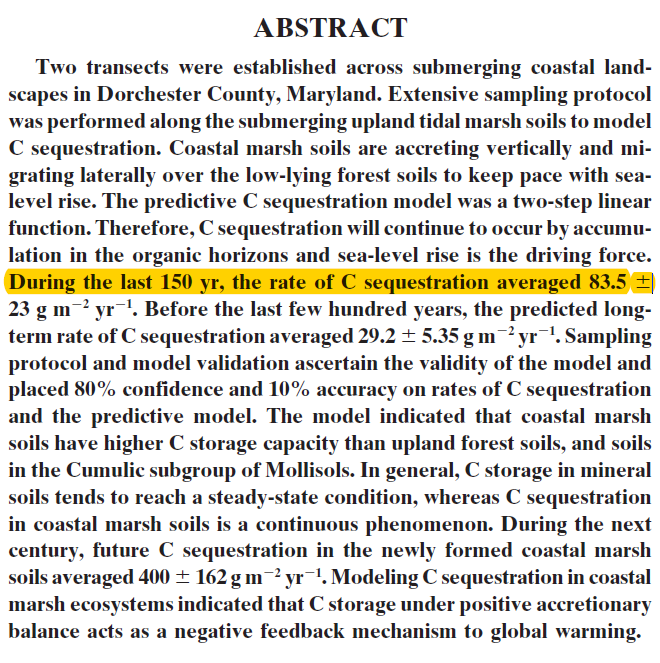 ABSTRACT
Two transects were established across submerging coastal land-
scapes in Dorchester County, Maryland. Extensive sampling protocol
was performed along the submerging upland tidal marsh soils to model
C sequestration. Coastal marsh soils are accreting vertically and mi-
grating laterally over the low-lying forest soils to keep pace with sea-
level rise. The predictive C sequestration model was a two-step linear
function. Therefore, C sequestration will continue to occur by accumu-
lation in the organic horizons and sea-level rise is the driving force.
During the last 150 yr, the rate of C sequestration averaged 83.5 ±
23 g m⁻² yr⁻¹. Before the last few hundred years, the predicted long-
term rate of C sequestration averaged 29.2 ± 5.35 g m⁻² yr⁻¹. Sampling
protocol and model validation ascertain the validity of the model and
placed 80% confidence and 10% accuracy on rates of C sequestration
and the predictive model. The model indicated that coastal marsh
soils have higher C storage capacity than upland forest soils, and soils
in the Cumulic subgroup of Mollisols. In general, C storage in mineral
soils tends to reach a steady-state condition, whereas C sequestration
in coastal marsh soils is a continuous phenomenon. During the next
century, future C sequestration in the newly formed coastal marsh
soils averaged 400 ± 162 g m⁻² yr⁻¹. Modeling C sequestration in coastal
marsh ecosystems indicated that C storage under positive accretionary
balance acts as a negative feedback mechanism to global warming.